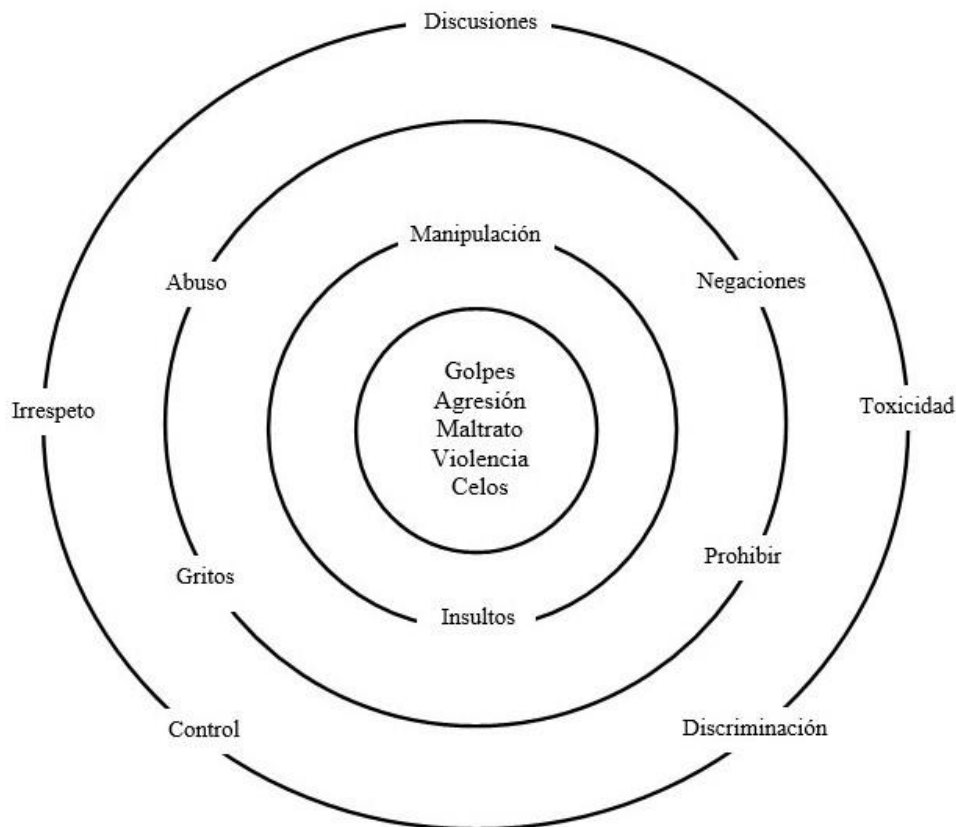 Discusiones
Manipulación
Abuso
Negaciones
Golpes
Agresión
Maltrato
Violencia
Celos
Irrespeto
Toxicidad
Prohibir
Gritos
Insultos
Control
Discriminación